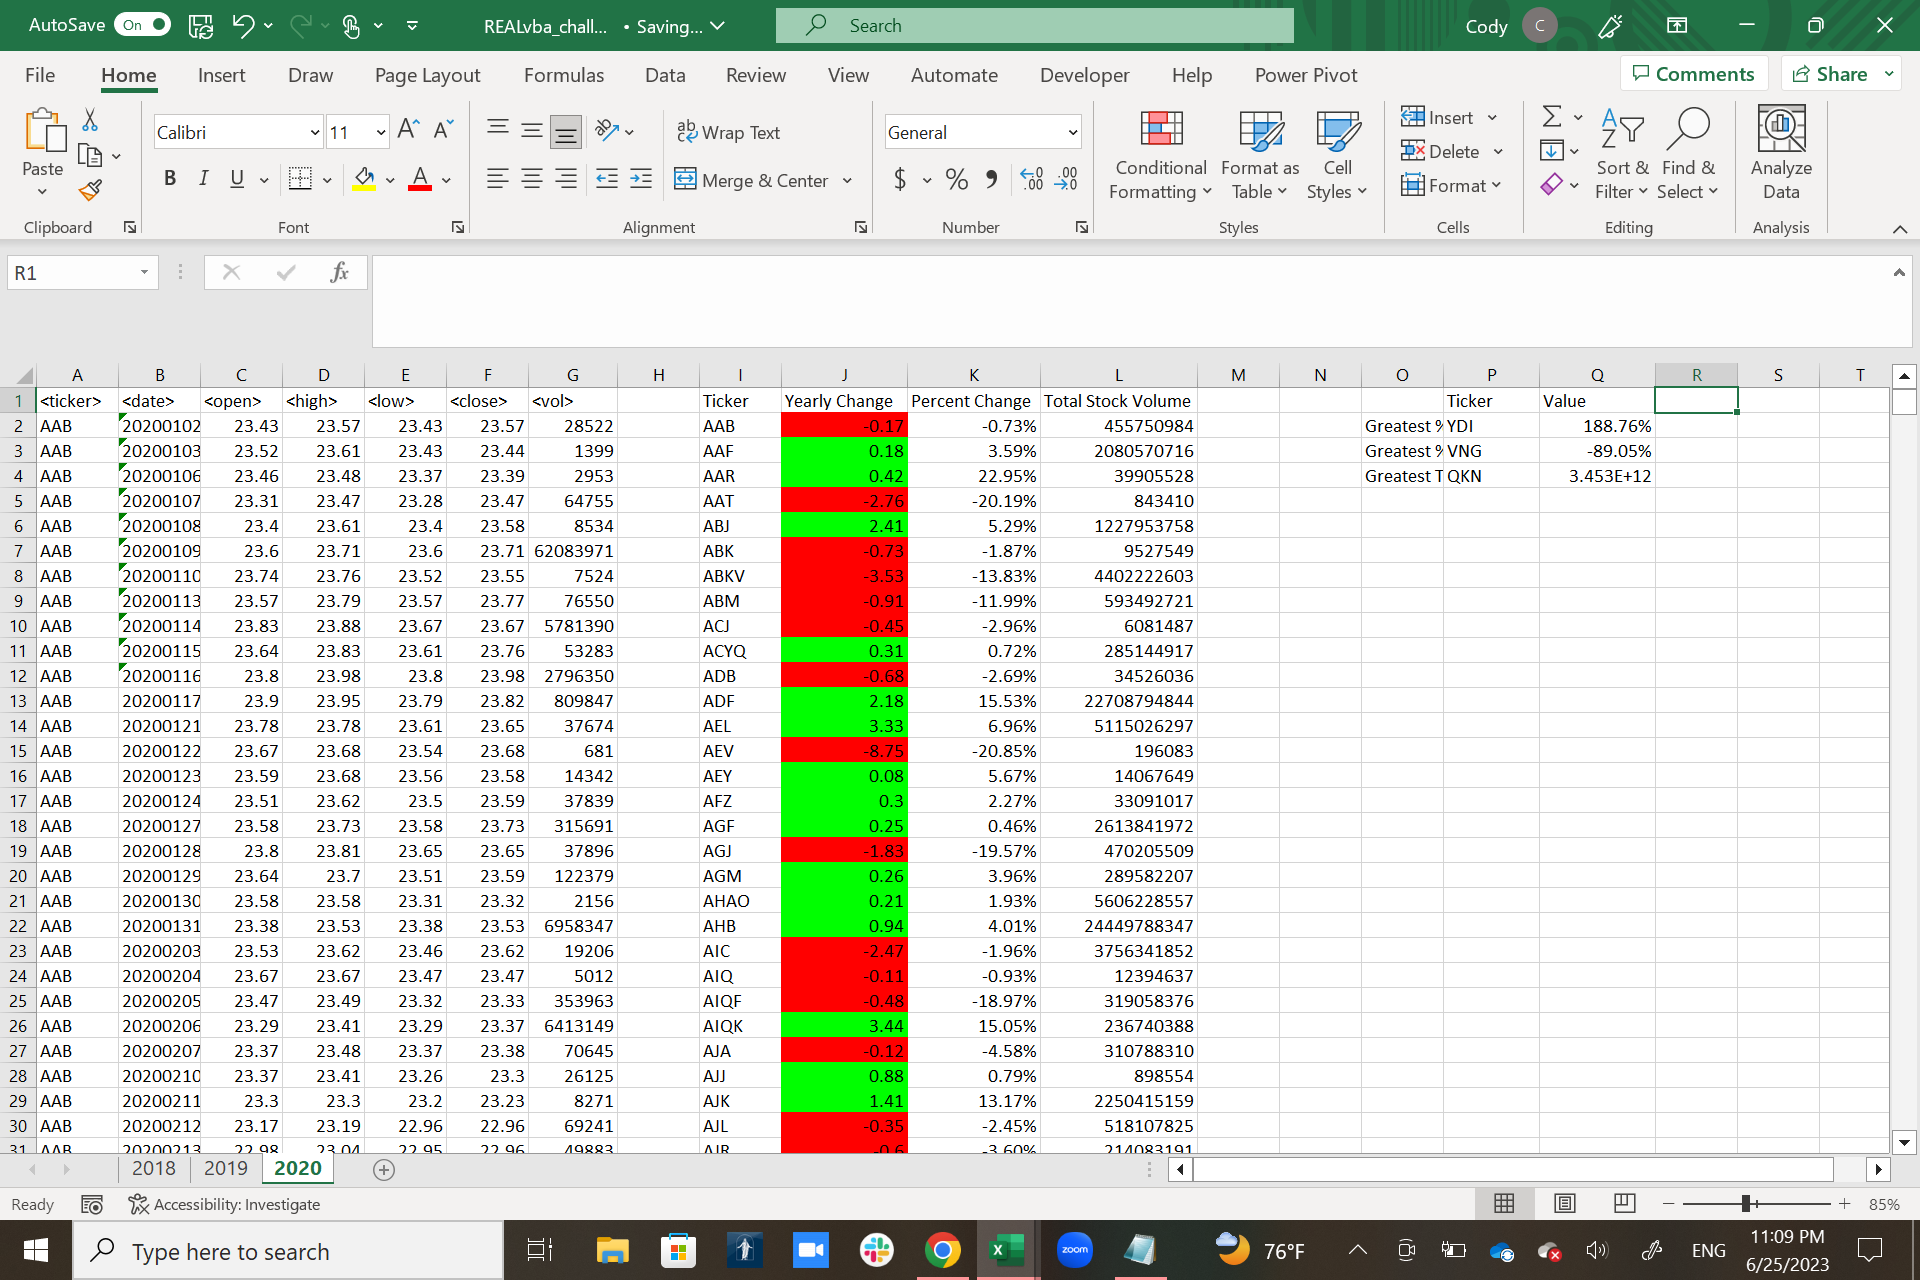 AutoSave On REALvba_chall... • Saving... Search Cody C
File Home Insert Draw Page Layout Formulas Data Review View Automate Developer Help Power Pivot Comments Share
Paste Calibri 11 Wrap Text General Conditional Formatting Format as Table Cell Styles Insert Delete Format Sort & Filter Find & Select Analyze Data
B I U Merge & Center $ %
Clipboard Font Alignment Number Styles Cells Editing Analysis
R1 fx
A B C D E F G H I J K L M N O P Q R S T
1 <ticker> <date> <open> <high> <low> <close> <vol> Ticker Yearly Change Percent Change Total Stock Volume Ticker Value
2 AAB 20200102 23.43 23.57 23.43 23.57 28522 AAB -0.17 -0.73% 455750984 Greatest % YDI 188.76%
3 AAB 20200103 23.52 23.61 23.43 23.44 1399 AAF 0.18 3.59% 2080570716 Greatest % VNG -89.05%
4 AAB 20200106 23.46 23.48 23.37 23.39 2953 AAR 0.42 22.95% 39905528 Greatest T QKN 3.453E+12
5 AAB 20200107 23.31 23.47 23.28 23.47 64755 AAT -2.76 -20.19% 843410
6 AAB 20200108 23.4 23.61 23.4 23.58 8534 ABJ 2.41 5.29% 1227953758
7 AAB 20200109 23.6 23.71 23.6 23.71 62083971 ABK -0.73 -1.87% 9527549
8 AAB 20200110 23.74 23.76 23.52 23.55 7524 ABKV -3.53 -13.83% 4402222603
9 AAB 20200113 23.57 23.79 23.57 23.77 76550 ABM -0.91 -11.99% 593492721
10 AAB 20200114 23.83 23.88 23.67 23.67 5781390 ACJ -0.45 -2.96% 6081487
11 AAB 20200115 23.64 23.83 23.61 23.76 53283 ACYQ 0.31 0.72% 285144917
12 AAB 20200116 23.8 23.98 23.8 23.98 2796350 ADB -0.68 -2.69% 34526036
13 AAB 20200117 23.9 23.95 23.79 23.82 809847 ADF 2.18 15.53% 22708794844
14 AAB 20200121 23.78 23.78 23.61 23.65 37674 AEL 3.33 6.96% 5115026297
15 AAB 20200122 23.67 23.68 23.54 23.68 681 AEV -8.75 -20.85% 196083
16 AAB 20200123 23.59 23.68 23.56 23.58 14342 AEY 0.08 5.67% 14067649
17 AAB 20200124 23.51 23.62 23.5 23.59 37839 AFZ 0.3 2.27% 33091017
18 AAB 20200127 23.58 23.73 23.58 23.73 315691 AGF 0.25 0.46% 2613841972
19 AAB 20200128 23.8 23.81 23.65 23.65 37896 AGJ -1.83 -19.57% 470205509
20 AAB 20200129 23.64 23.7 23.51 23.59 122379 AGM 0.26 3.96% 289582207
21 AAB 20200130 23.58 23.58 23.31 23.32 2156 AHAO 0.21 1.93% 5606228557
22 AAB 20200131 23.38 23.53 23.38 23.53 6958347 AHB 0.94 4.01% 24449788347
23 AAB 20200203 23.53 23.62 23.46 23.62 19206 AIC -2.47 -1.96% 3756341852
24 AAB 20200204 23.67 23.67 23.47 23.47 5012 AIQ -0.11 -0.93% 12394637
25 AAB 20200205 23.47 23.49 23.32 23.33 353963 AIQF -0.48 -18.97% 319058376
26 AAB 20200206 23.29 23.41 23.29 23.37 6413149 AIQK 3.44 15.05% 236740388
27 AAB 20200207 23.37 23.48 23.37 23.38 70645 AJA -0.12 -4.58% 310788310
28 AAB 20200210 23.37 23.41 23.26 23.3 26125 AJJ 0.88 0.79% 898554
29 AAB 20200211 23.3 23.3 23.2 23.23 8271 AJK 1.41 13.17% 2250415159
30 AAB 20200212 23.17 23.19 22.96 22.96 69241 AJL -0.35 -2.45% 518107825
31 AAB 20200213 22.98 23.04 22.95 22.96 49883 -0.6 -3.60% 214083191
2018 2019 2020
Ready Accessibility: Investigate 85%
Type here to search zoom 76°F ENG 11:09 PM
6/25/2023